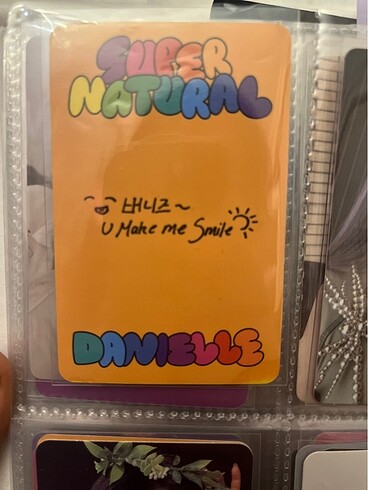 SUPER
NATURAL
버니즈~
U Make me Smile
DANIELLE